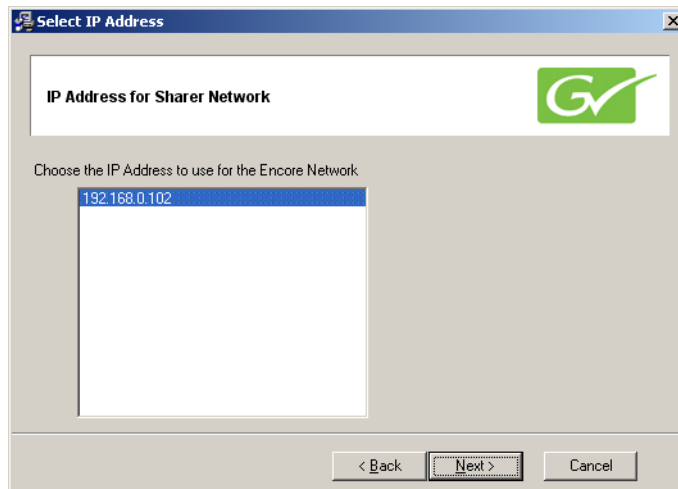 Select IP Address
IP Address for Sharer Network
GV
Choose the IP Address to use for the Encore Network
192.168.0.102
< Back
Next >
Cancel